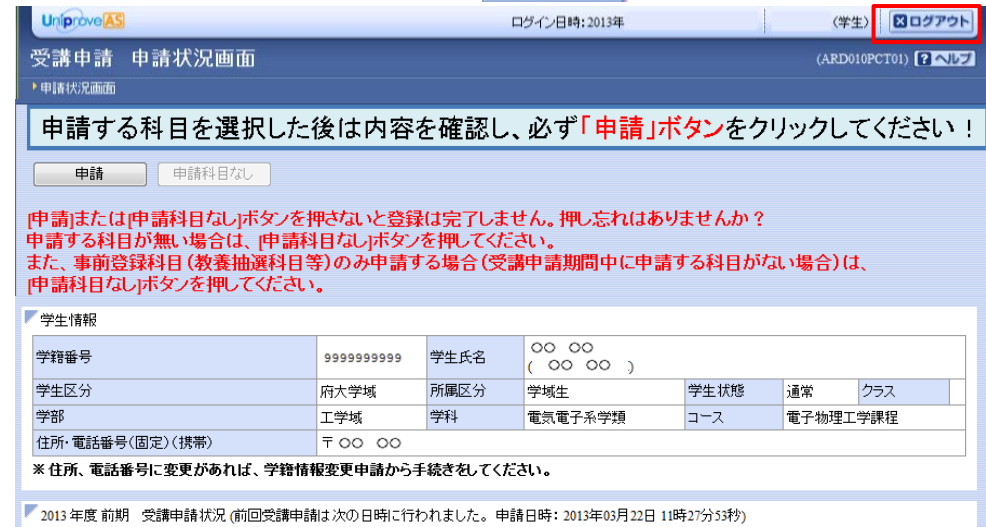 UniproveAS ログイン日時：2013年 (学生) ログアウト
受講申請 申請状況画面 (ARD010PCT01) ? ヘルプ
申請状況画面
申請する科目を選択した後は内容を確認し、必ず「申請」ボタンをクリックしてください！
申請 申請科目なし
[申請]または[申請科目なし]ボタンを押さないと登録は完了しません。押し忘れはありませんか？
申請する科目が無い場合は、[申請科目なし]ボタンを押してください。
また、事前登録科目(教養抽選科目等)のみ申請する場合(受講申請期間中に申請する科目がない場合)は、
[申請科目なし]ボタンを押してください。
学生情報
学籍番号 9999999999 学生氏名 ○○ ○○
( ○○ ○○ )
学生区分 府大学域 所属区分 学域生 学生状態 通常 クラス
学部 工学域 学科 電気電子系学類 コース 電子物理工学課程
住所・電話番号(固定)(携帯) 〒○○ ○○
※住所、電話番号に変更があれば、学籍情報変更申請から手続きをしてください。
2013年度 前期 受講申請状況 (前回受講申請は次の日時に行われました。申請日時：2013年03月22日 11時27分53秒)